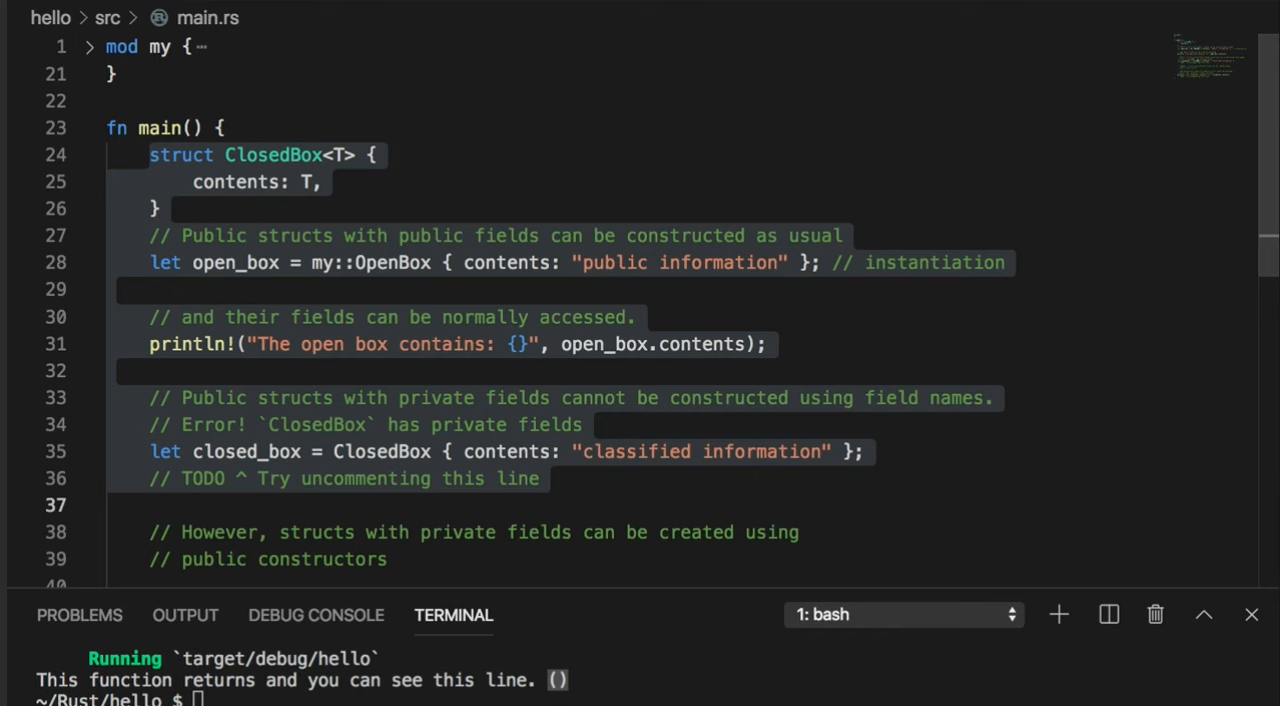 hello > src > main.rs
1 > mod my { ⋯
21 }
22
23 fn main() {
24     struct ClosedBox<T> {
25         contents: T,
26     }
27     // Public structs with public fields can be constructed as usual
28     let open_box = my::OpenBox { contents: "public information" }; // instantiation
29
30     // and their fields can be normally accessed.
31     println!("The open box contains: {}", open_box.contents);
32
33     // Public structs with private fields cannot be constructed using field names.
34     // Error! `ClosedBox` has private fields
35     let closed_box = ClosedBox { contents: "classified information" };
36     // TODO ^ Try uncommenting this line
37
38     // However, structs with private fields can be created using
39     // public constructors
40
PROBLEMS OUTPUT DEBUG CONSOLE TERMINAL 1: bash
Running `target/debug/hello`
This function returns and you can see this line. ()
~/Rust/hello $